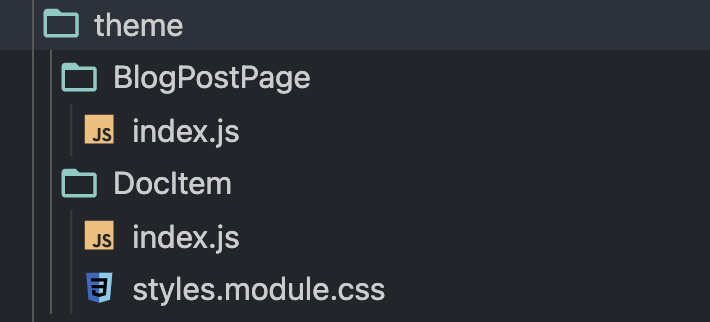 theme
BlogPostPage
JS index.js
DocItem
JS index.js
styles.module.css